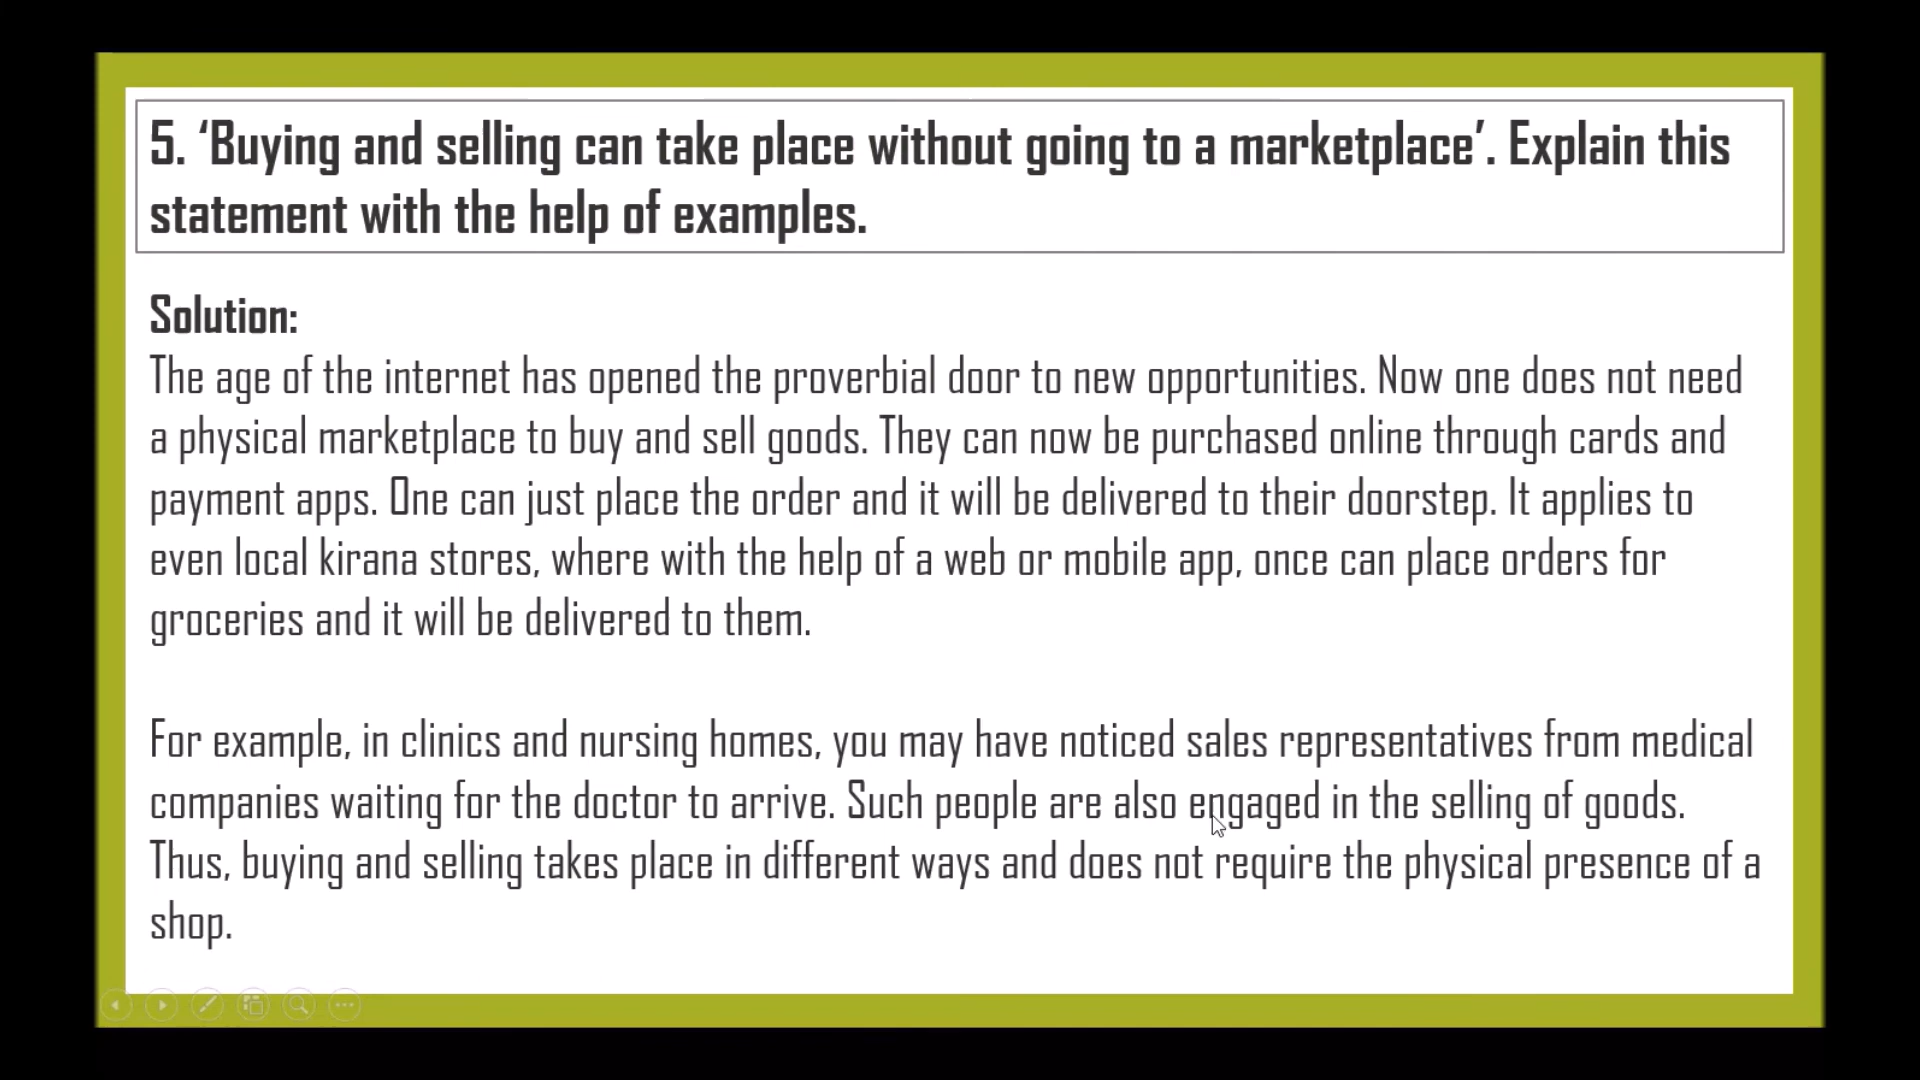 5. ‘Buying and selling can take place without going to a marketplace’. Explain this
statement with the help of examples.
Solution:
The age of the internet has opened the proverbial door to new opportunities. Now one does not need
a physical marketplace to buy and sell goods. They can now be purchased online through cards and
payment apps. One can just place the order and it will be delivered to their doorstep. It applies to
even local kirana stores, where with the help of a web or mobile app, once can place orders for
groceries and it will be delivered to them.
For example, in clinics and nursing homes, you may have noticed sales representatives from medical
companies waiting for the doctor to arrive. Such people are also engaged in the selling of goods.
Thus, buying and selling takes place in different ways and does not require the physical presence of a
shop.